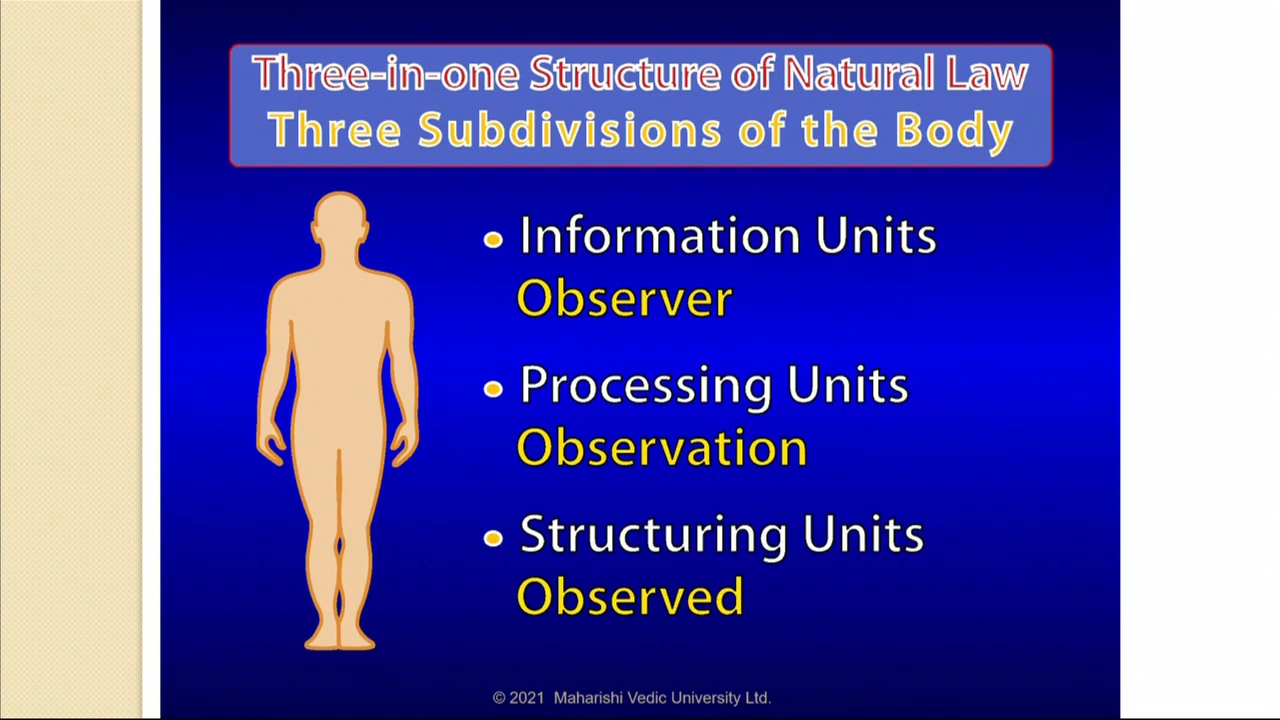 Three-in-one Structure of Natural Law
Three Subdivisions of the Body
• Information Units
Observer
• Processing Units
Observation
• Structuring Units
Observed
© 2021 Maharishi Vedic University Ltd.